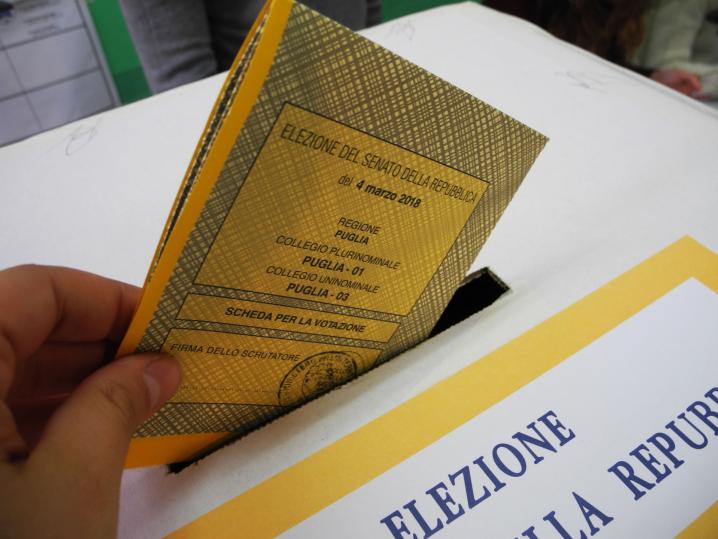 ELEZIONE DEL SENATO DELLA REPUBBLICA
del 4 marzo 2018
REGIONE
PUGLIA
COLLEGIO PLURINOMINALE
PUGLIA - 01
COLLEGIO UNINOMINALE
PUGLIA - 03
SCHEDA PER LA VOTAZIONE
FIRMA DELLO SCRUTATORE
ELEZIONE
LLA REPUBB